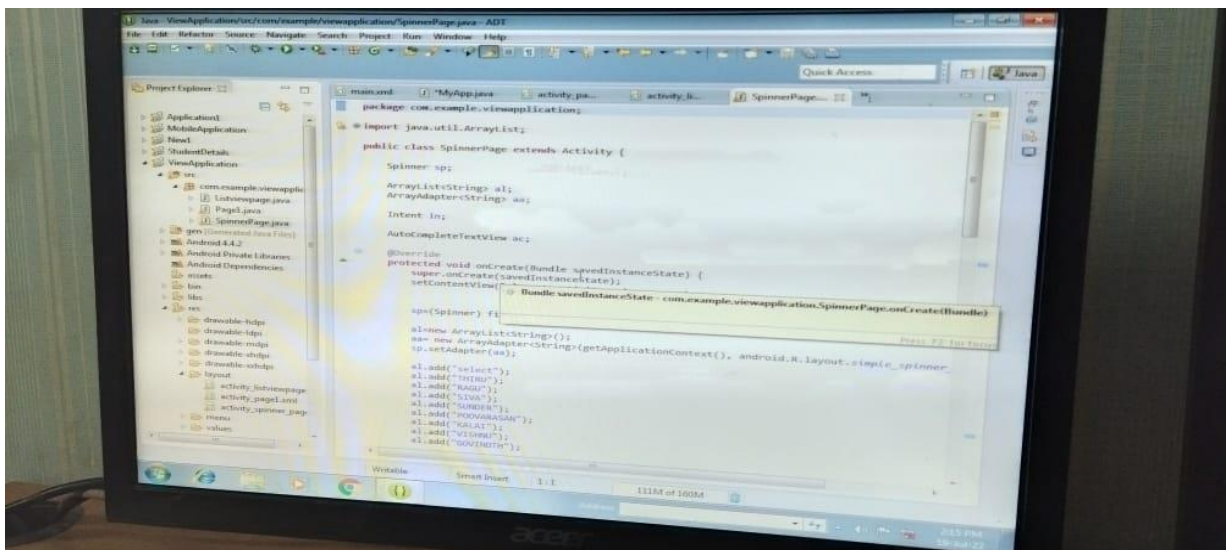 Java - ViewApplication/src/com/example/viewapplication/SpinnerPage.java - ADT
File Edit Refactor Source Navigate Search Project Run Window Help
Quick Access
Java
Project Explorer
main.xml
*MyApp.java
activity_pa...
activity_li...
SpinnerPage....
Application1
MobileApplication
New1
StudentDetails
ViewApplication
src
com.example.viewapplic
Listviewpage.java
Page1.java
SpinnerPage.java
gen [Generated Java Files]
Android 4.4.2
Android Private Libraries
Android Dependencies
assets
bin
libs
res
drawable-hdpi
drawable-ldpi
drawable-mdpi
drawable-xhdpi
drawable-xxhdpi
layout
activity_listviewpage
activity_page1.xml
activity_spinner_page
menu
values
package com.example.viewapplication;
import java.util.ArrayList;
public class SpinnerPage extends Activity {
Spinner sp;
ArrayList<String> al;
ArrayAdapter<String> aa;
Intent in;
AutoCompleteTextView ac;
@Override
protected void onCreate(Bundle savedInstanceState) {
super.onCreate(savedInstanceState);
setContentView(
Bundle savedInstanceState - com.example.viewapplication.SpinnerPage.onCreate(Bundle)
Press 'F2' for focus
sp=(Spinner) fi
al=new ArrayList<String>();
aa= new ArrayAdapter<String>(getApplicationContext(), android.R.layout.simple_spinner_
sp.setAdapter(aa);
al.add("select");
al.add("THIRU");
al.add("RAGU");
al.add("SIVA");
al.add("SUNDER");
al.add("POOVARASAN");
al.add("KALAI");
al.add("VISHNU");
al.add("GOVINDTH");
Writable
Smart Insert
1:1
111M of 160M
Address
2:15 PM
acer